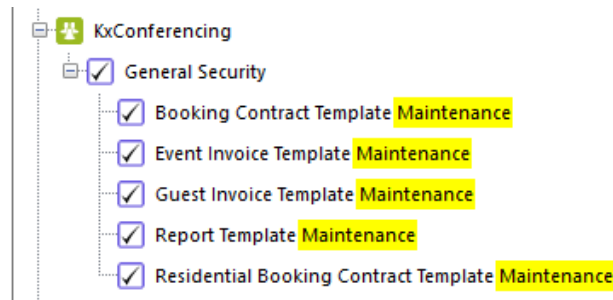 KxConferencing
General Security
Booking Contract Template Maintenance
Event Invoice Template Maintenance
Guest Invoice Template Maintenance
Report Template Maintenance
Residential Booking Contract Template Maintenance